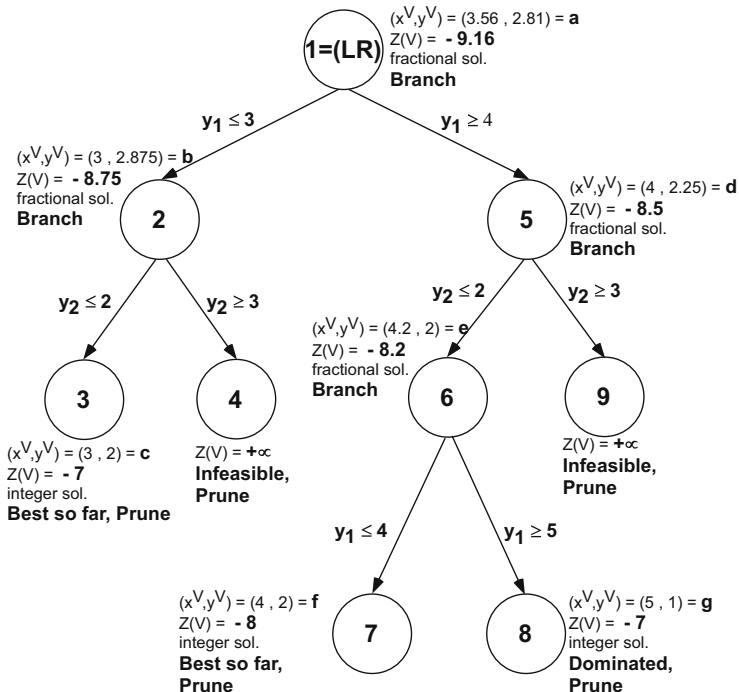 (x^V,y^V) = (3.56 , 2.81) = a
Z(V) = - 9.16
fractional sol.
Branch
1=(LR)
y₁ ≤ 3
y₁ ≥ 4
(x^V,y^V) = (3 , 2.875) = b
Z(V) = - 8.75
fractional sol.
Branch
2
(x^V,y^V) = (4 , 2.25) = d
Z(V) = - 8.5
fractional sol.
Branch
5
y₂ ≤ 2
y₂ ≥ 3
y₂ ≤ 2
y₂ ≥ 3
(x^V,y^V) = (4.2 , 2) = e
Z(V) = - 8.2
fractional sol.
Branch
3
4
6
9
(x^V,y^V) = (3 , 2) = c
Z(V) = - 7
integer sol.
Best so far, Prune
Z(V) = +∝
Infeasible,
Prune
Z(V) = +∝
Infeasible,
Prune
y₁ ≤ 4
y₁ ≥ 5
(x^V,y^V) = (4 , 2) = f
Z(V) = - 8
integer sol.
Best so far,
Prune
7
8
(x^V,y^V) = (5 , 1) = g
Z(V) = - 7
integer sol.
Dominated,
Prune